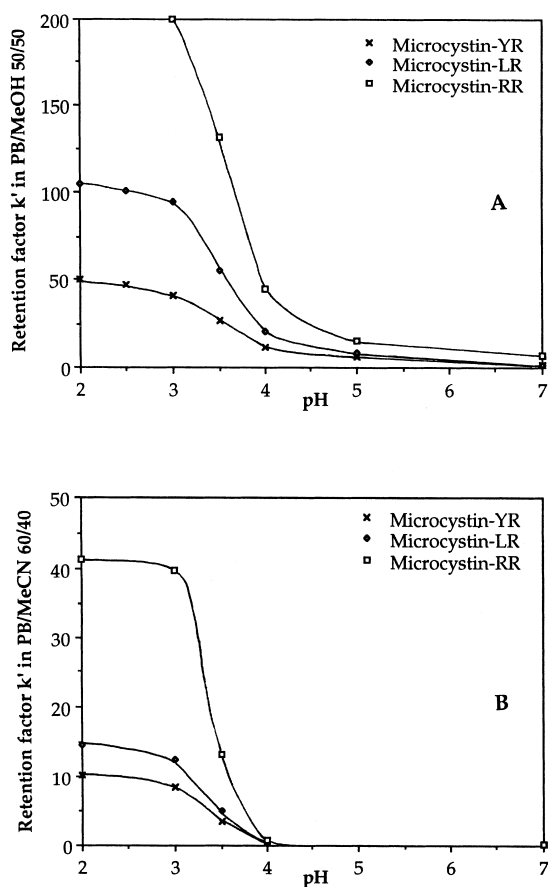 Retention factor k' in PB/MeOH 50/50
200
150
100
50
0
Microcystin-YR
Microcystin-LR
Microcystin-RR
A
2 3 4 5 6 7
pH
Retention factor k' in PB/MeCN 60/40
50
40
30
20
10
0
Microcystin-YR
Microcystin-LR
Microcystin-RR
B
2 3 4 5 6 7
pH